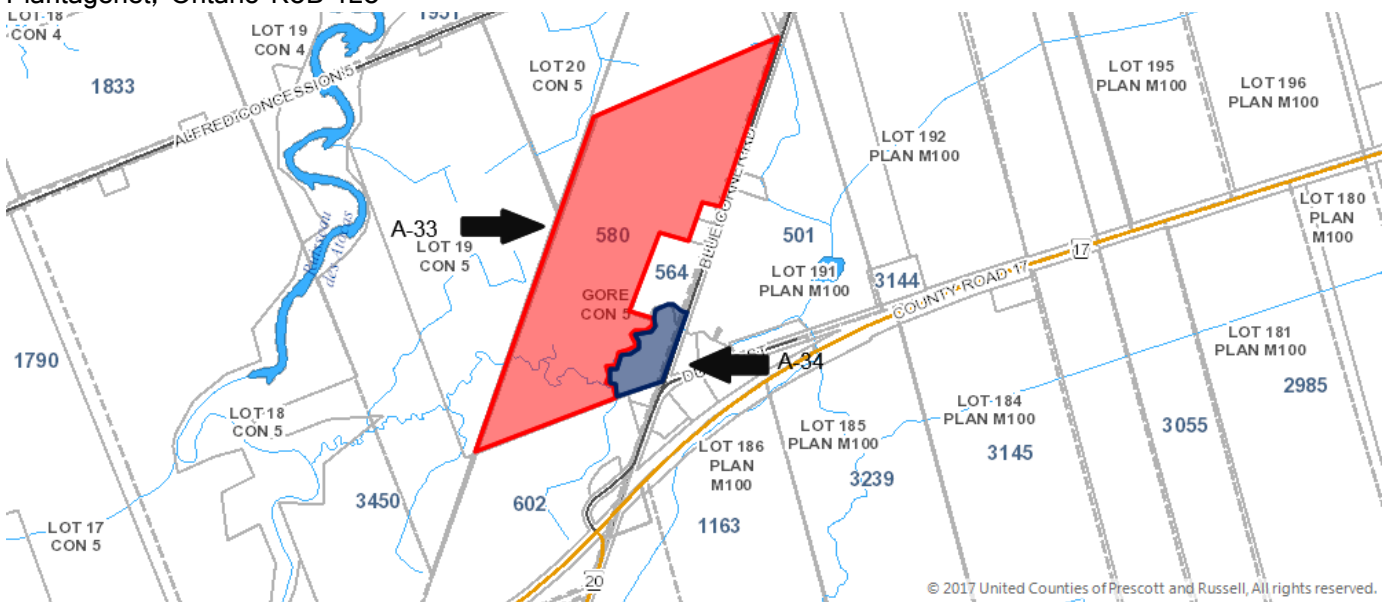 LOT 18
CON 4
1833
LOT 19
CON 4
ALFRED CONCESSION 5
LOT 20
CON 5
LOT 195
PLAN M100
LOT 196
PLAN M100
LOT 192
PLAN M100
LOT 180
PLAN
M100
A-33
LOT 19
CON 5
580
564
501
BLUE CORNER RD
LOT 191
PLAN M100
3144
17
COUNTY ROAD 17
GORE
CON 5
1790
A-34
LOT 181
PLAN M100
2985
LOT 18
CON 5
LOT 184
PLAN M100
3145
3055
LOT 185
PLAN M100
3239
LOT 186
PLAN
M100
1163
3450
602
LOT 17
CON 5
20
© 2017 United Counties of Prescott and Russell, All rights reserved.